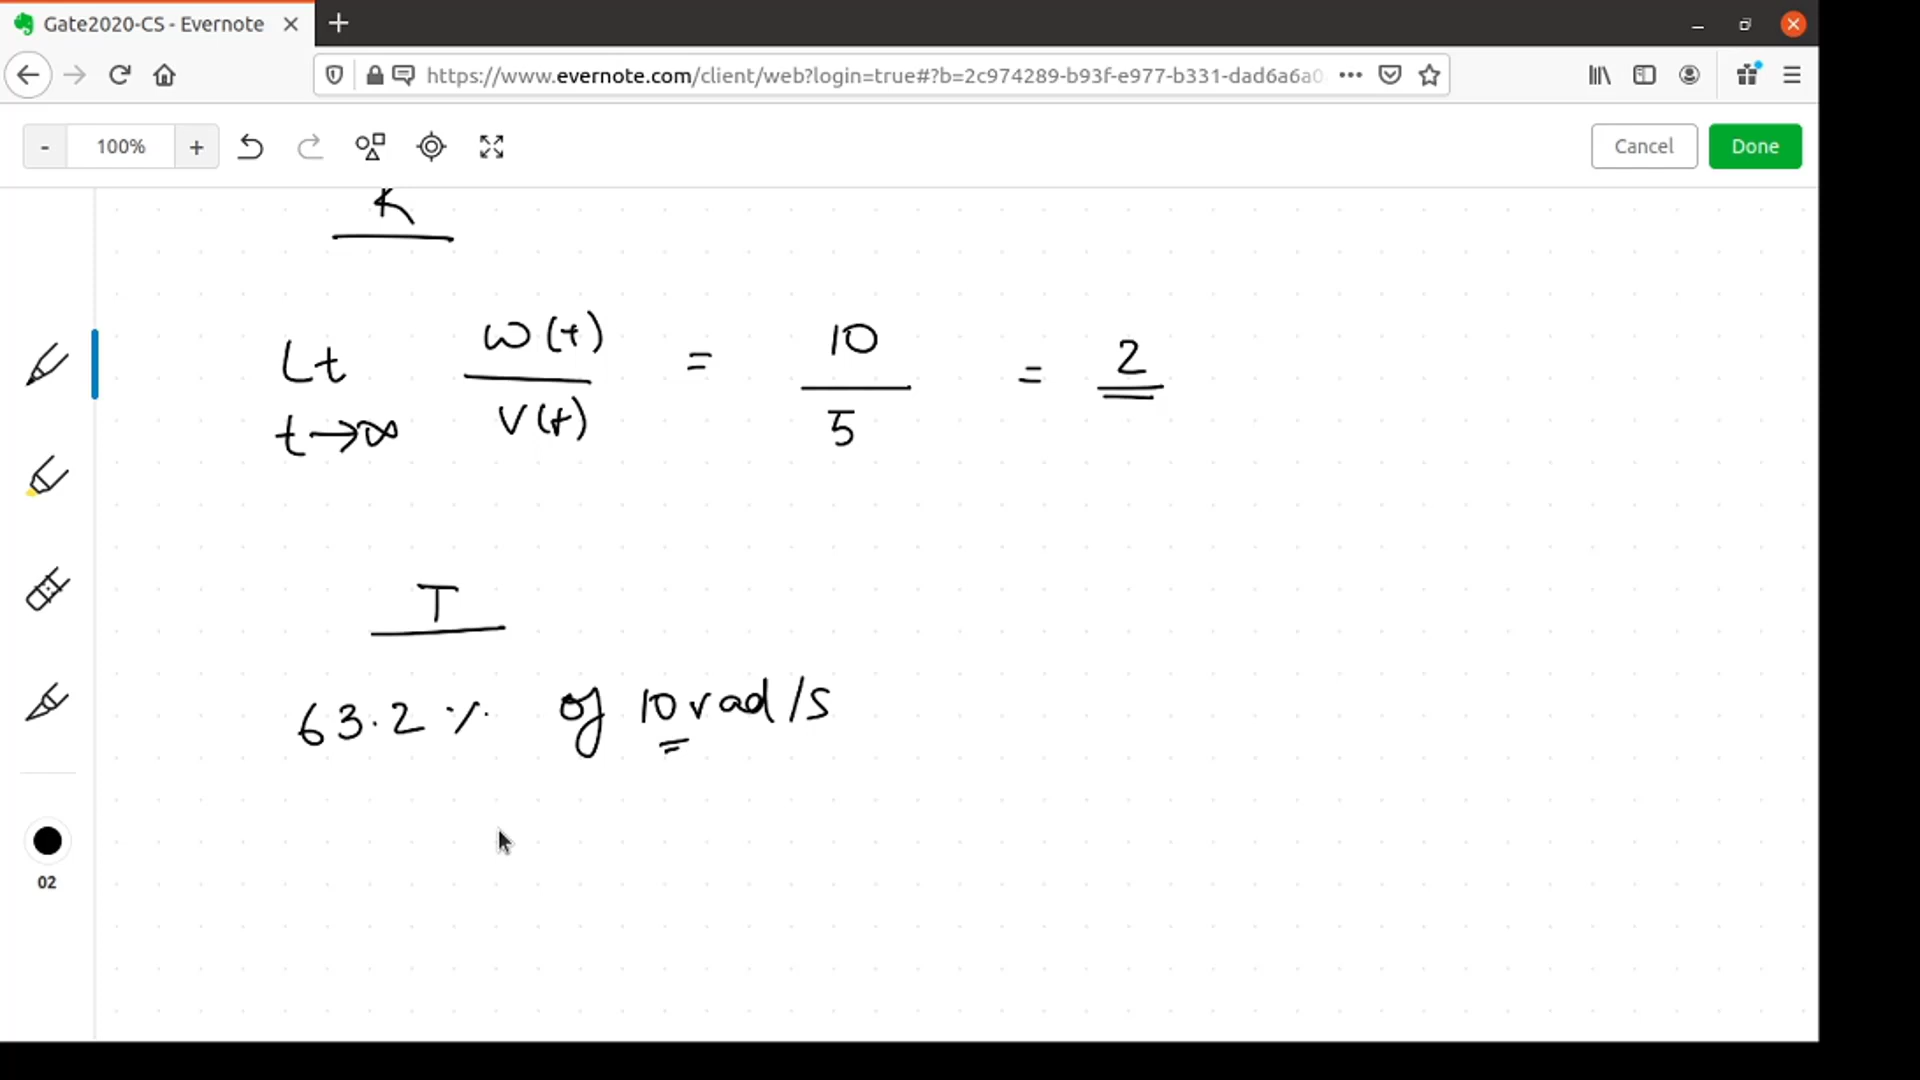 Gate2020-CS - Evernote
https://www.evernote.com/client/web?login=true#?b=2c974289-b93f-e977-b331-dad6a6a0
- 100% +
Cancel Done
K
Lt t→∞ ω(t)/v(t) = 10/5 = 2
T
63.2 % of 10 rad/s
02